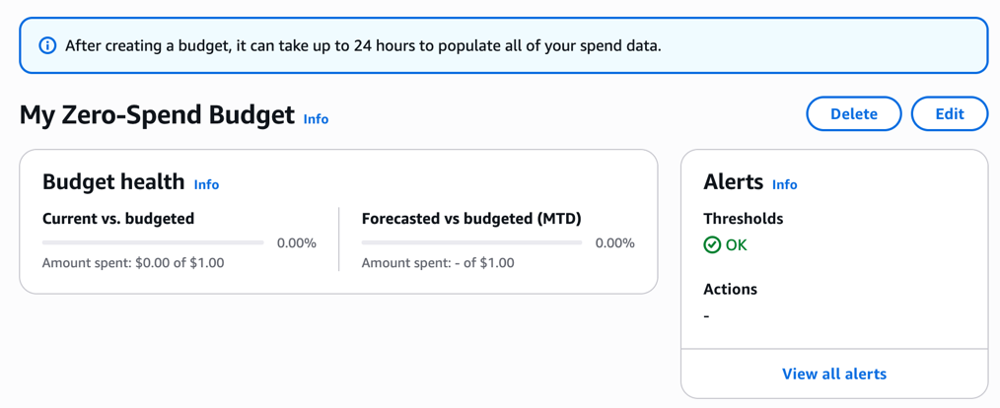 After creating a budget, it can take up to 24 hours to populate all of your spend data.
My Zero-Spend Budget Info
Delete
Edit
Budget health Info
Current vs. budgeted
0.00%
Amount spent: $0.00 of $1.00
Forecasted vs budgeted (MTD)
0.00%
Amount spent: - of $1.00
Alerts Info
Thresholds
OK
Actions
-
View all alerts